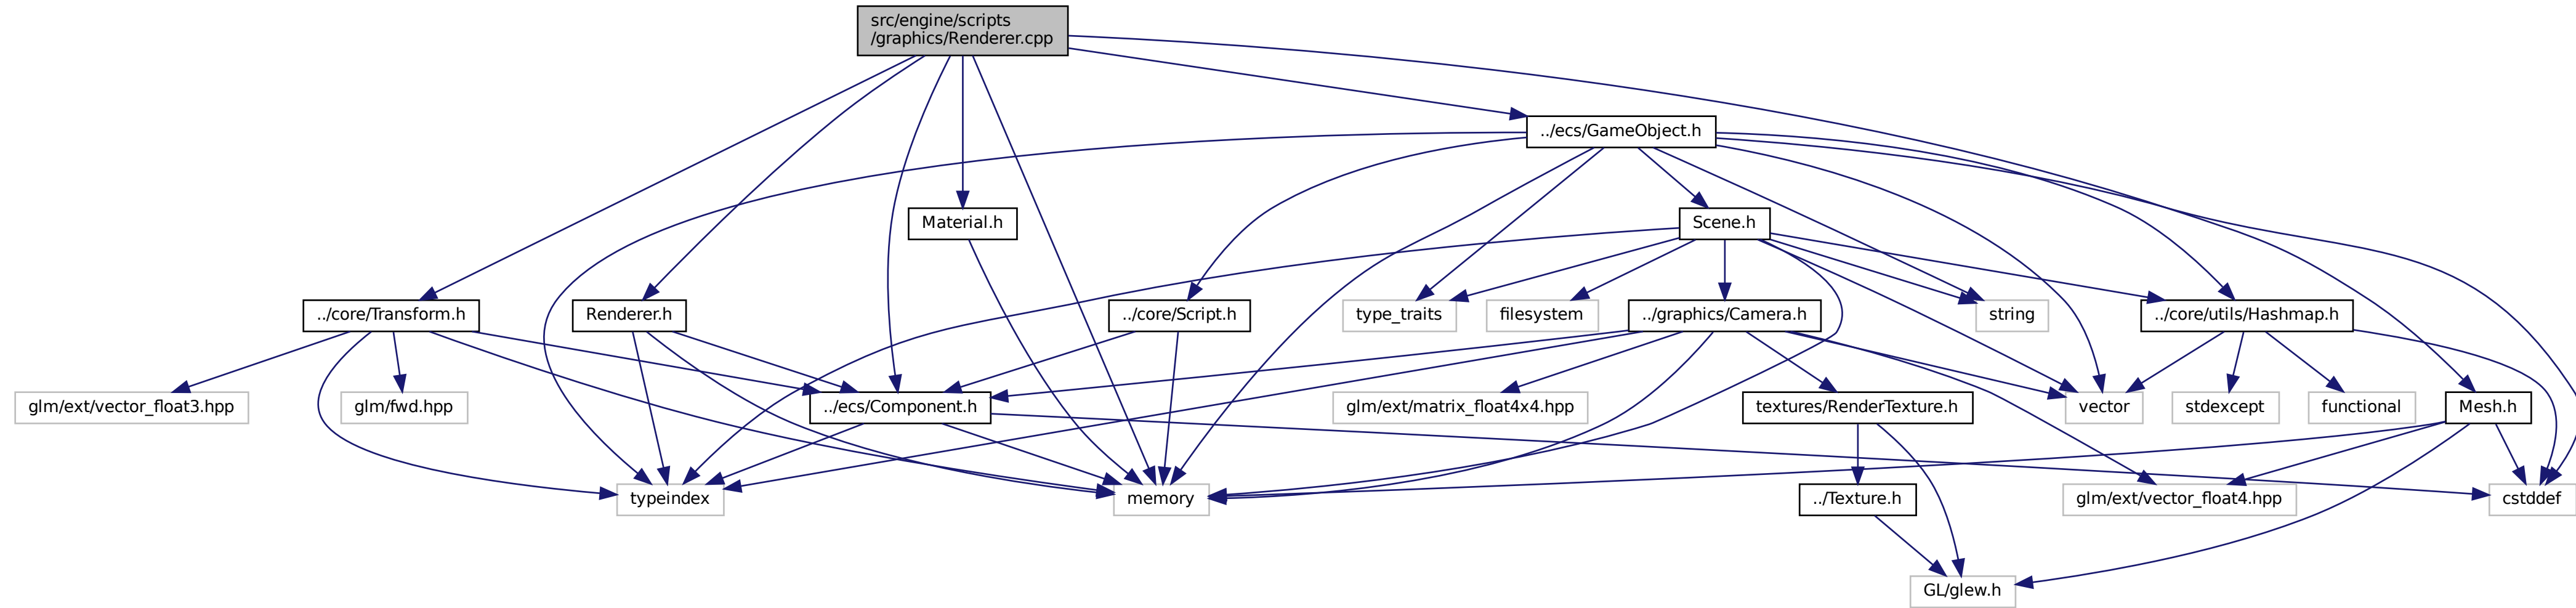 src/engine/scripts
/graphics/Renderer.cpp
../ecs/GameObject.h
Material.h
Scene.h
../core/Transform.h
Renderer.h
../core/Script.h
type_traits
filesystem
../graphics/Camera.h
string
../core/utils/Hashmap.h
glm/ext/vector_float3.hpp
glm/fwd.hpp
../ecs/Component.h
glm/ext/matrix_float4x4.hpp
textures/RenderTexture.h
vector
stdexcept
functional
Mesh.h
typeindex
memory
../Texture.h
glm/ext/vector_float4.hpp
cstddef
GL/glew.h